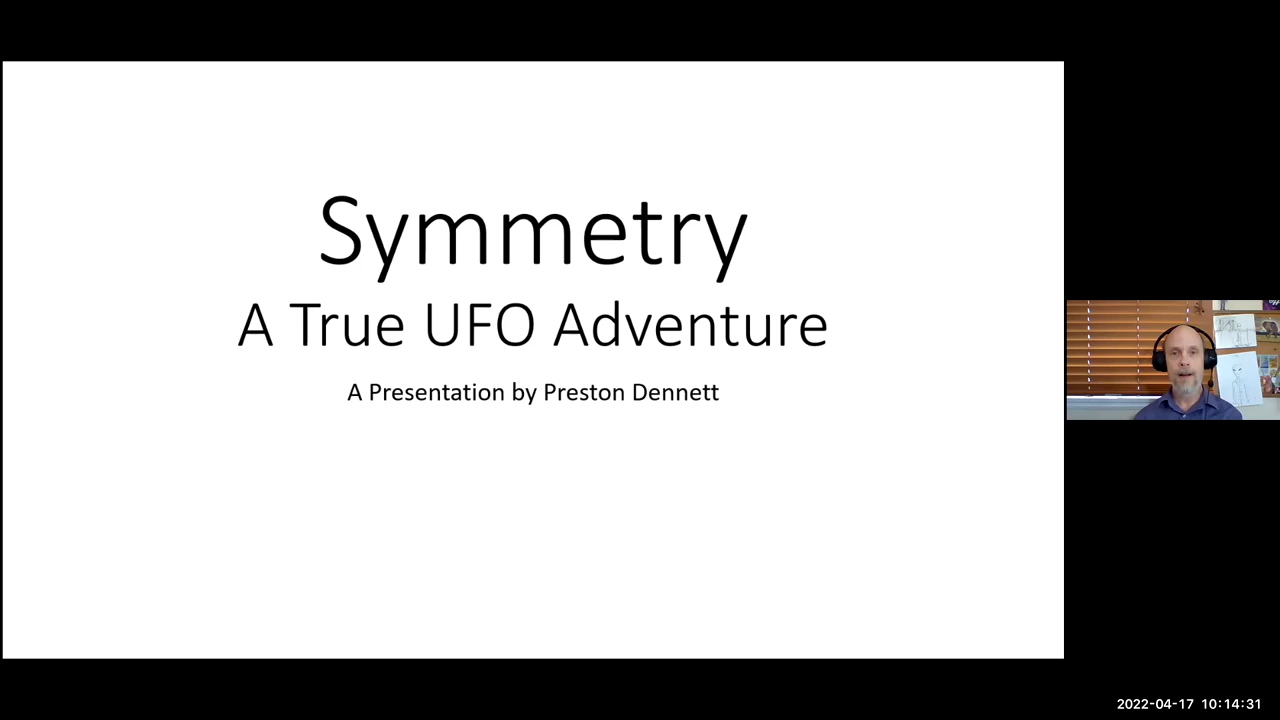 Symmetry
A True UFO Adventure
A Presentation by Preston Dennett
2022-04-17 10:14:31